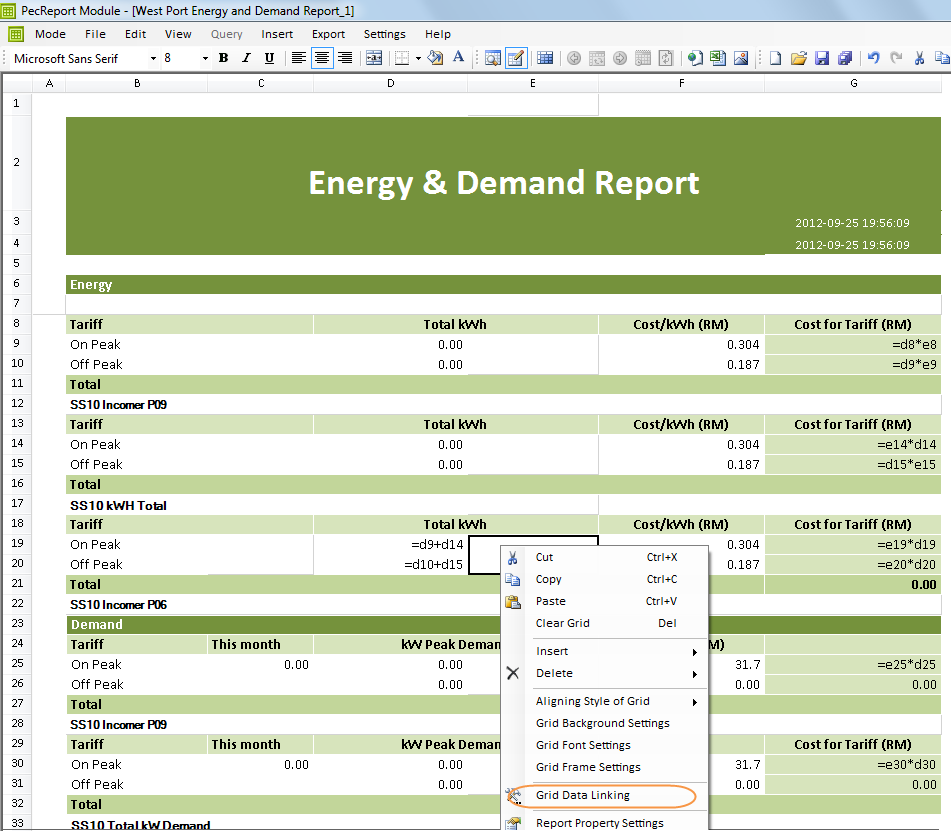 PecReport Module - [West Port Energy and Demand Report_1]
Mode File Edit View Query Insert Export Settings Help
Microsoft Sans Serif 8 B I U A
A B C D E F G
1
2 Energy & Demand Report
3 2012-09-25 19:56:09
4 2012-09-25 19:56:09
5
6 Energy
7
8 Tariff Total kWh Cost/kWh (RM) Cost for Tariff (RM)
9 On Peak 0.00 0.304 =d8*e8
10 Off Peak 0.00 0.187 =d9*e9
11 Total
12 SS10 Incomer P09
13 Tariff Total kWh Cost/kWh (RM) Cost for Tariff (RM)
14 On Peak 0.00 0.304 =e14*d14
15 Off Peak 0.00 0.187 =d15*e15
16 Total
17 SS10 kWH Total
18 Tariff Total kWh Cost/kWh (RM) Cost for Tariff (RM)
19 On Peak =d9+d14 0.304 =e19*d19
20 Off Peak =d10+d15 0.187 =e20*d20
21 Total 0.00
22 SS10 Incomer P06
23 Demand
24 Tariff This month kW Peak Deman M)
25 On Peak 0.00 0.00 31.7 =e25*d25
26 Off Peak 0.00 0.00 0.00
27 Total
28 SS10 Incomer P09
29 Tariff This month kW Peak Deman Cost for Tariff (RM)
30 On Peak 0.00 0.00 31.7 =e30*d30
31 Off Peak 0.00 0.00 0.00
32 Total
33 SS10 Total kW Demand
Cut Ctrl+X
Copy Ctrl+C
Paste Ctrl+V
Clear Grid Del
Insert
Delete
Aligning Style of Grid
Grid Background Settings
Grid Font Settings
Grid Frame Settings
Grid Data Linking
Report Property Settings